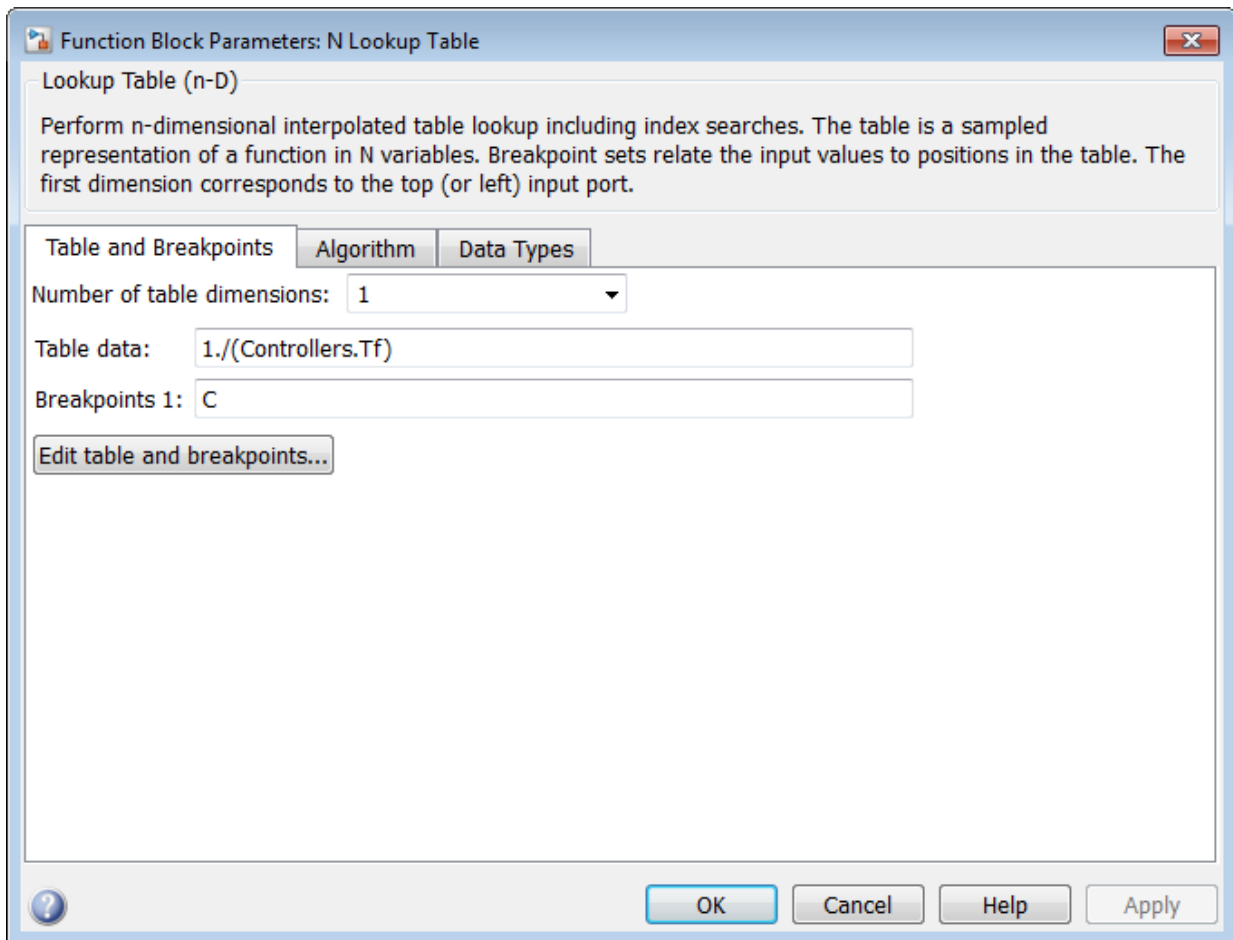 Function Block Parameters: N Lookup Table
Lookup Table (n-D)
Perform n-dimensional interpolated table lookup including index searches. The table is a sampled
representation of a function in N variables. Breakpoint sets relate the input values to positions in the table. The
first dimension corresponds to the top (or left) input port.
Table and Breakpoints Algorithm Data Types
Number of table dimensions: 1
Table data: 1./(Controllers.Tf)
Breakpoints 1: C
Edit table and breakpoints...
? OK Cancel Help Apply